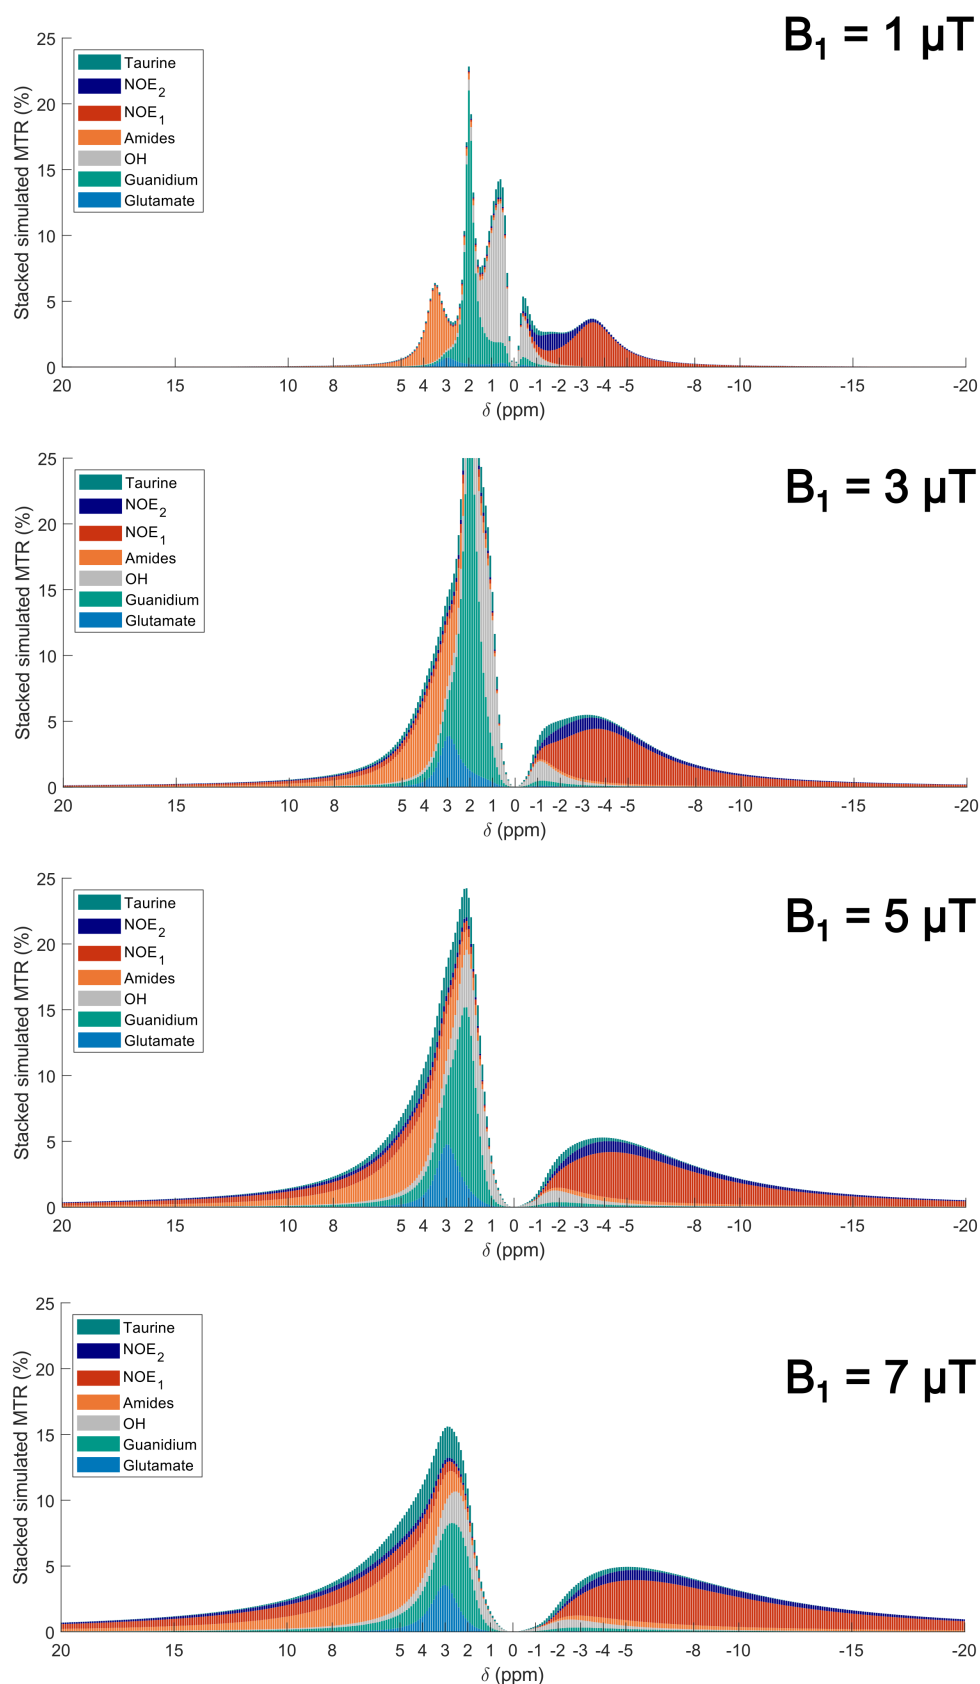 B₁ = 1 µT
25
20
15
10
5
0
Stacked simulated MTR (%)
Taurine
NOE₂
NOE₁
Amides
OH
Guanidium
Glutamate
20 15 10 8 5 4 3 2 1 0 -1 -2 -3 -4 -5 -8 -10 -15 -20
δ (ppm)
B₁ = 3 µT
25
20
15
10
5
0
Stacked simulated MTR (%)
Taurine
NOE₂
NOE₁
Amides
OH
Guanidium
Glutamate
20 15 10 8 5 4 3 2 1 0 -1 -2 -3 -4 -5 -8 -10 -15 -20
δ (ppm)
B₁ = 5 µT
25
20
15
10
5
0
Stacked simulated MTR (%)
Taurine
NOE₂
NOE₁
Amides
OH
Guanidium
Glutamate
20 15 10 8 5 4 3 2 1 0 -1 -2 -3 -4 -5 -8 -10 -15 -20
δ (ppm)
B₁ = 7 µT
25
20
15
10
5
0
Stacked simulated MTR (%)
Taurine
NOE₂
NOE₁
Amides
OH
Guanidium
Glutamate
20 15 10 8 5 4 3 2 1 0 -1 -2 -3 -4 -5 -8 -10 -15 -20
δ (ppm)